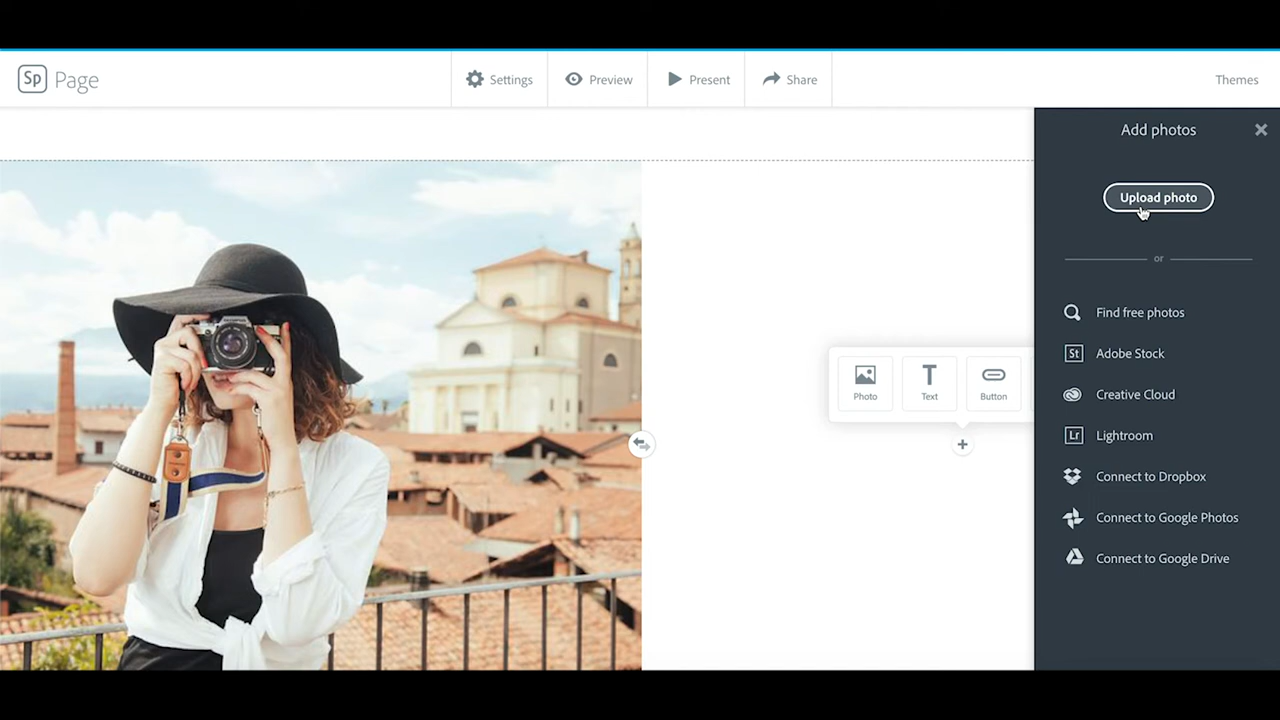 Sp Page
Settings
Preview
Present
Share
Themes
Add photos
Upload photo
or
Find free photos
St Adobe Stock
Creative Cloud
Lr Lightroom
Connect to Dropbox
Connect to Google Photos
Connect to Google Drive
Photo
T
Text
Button